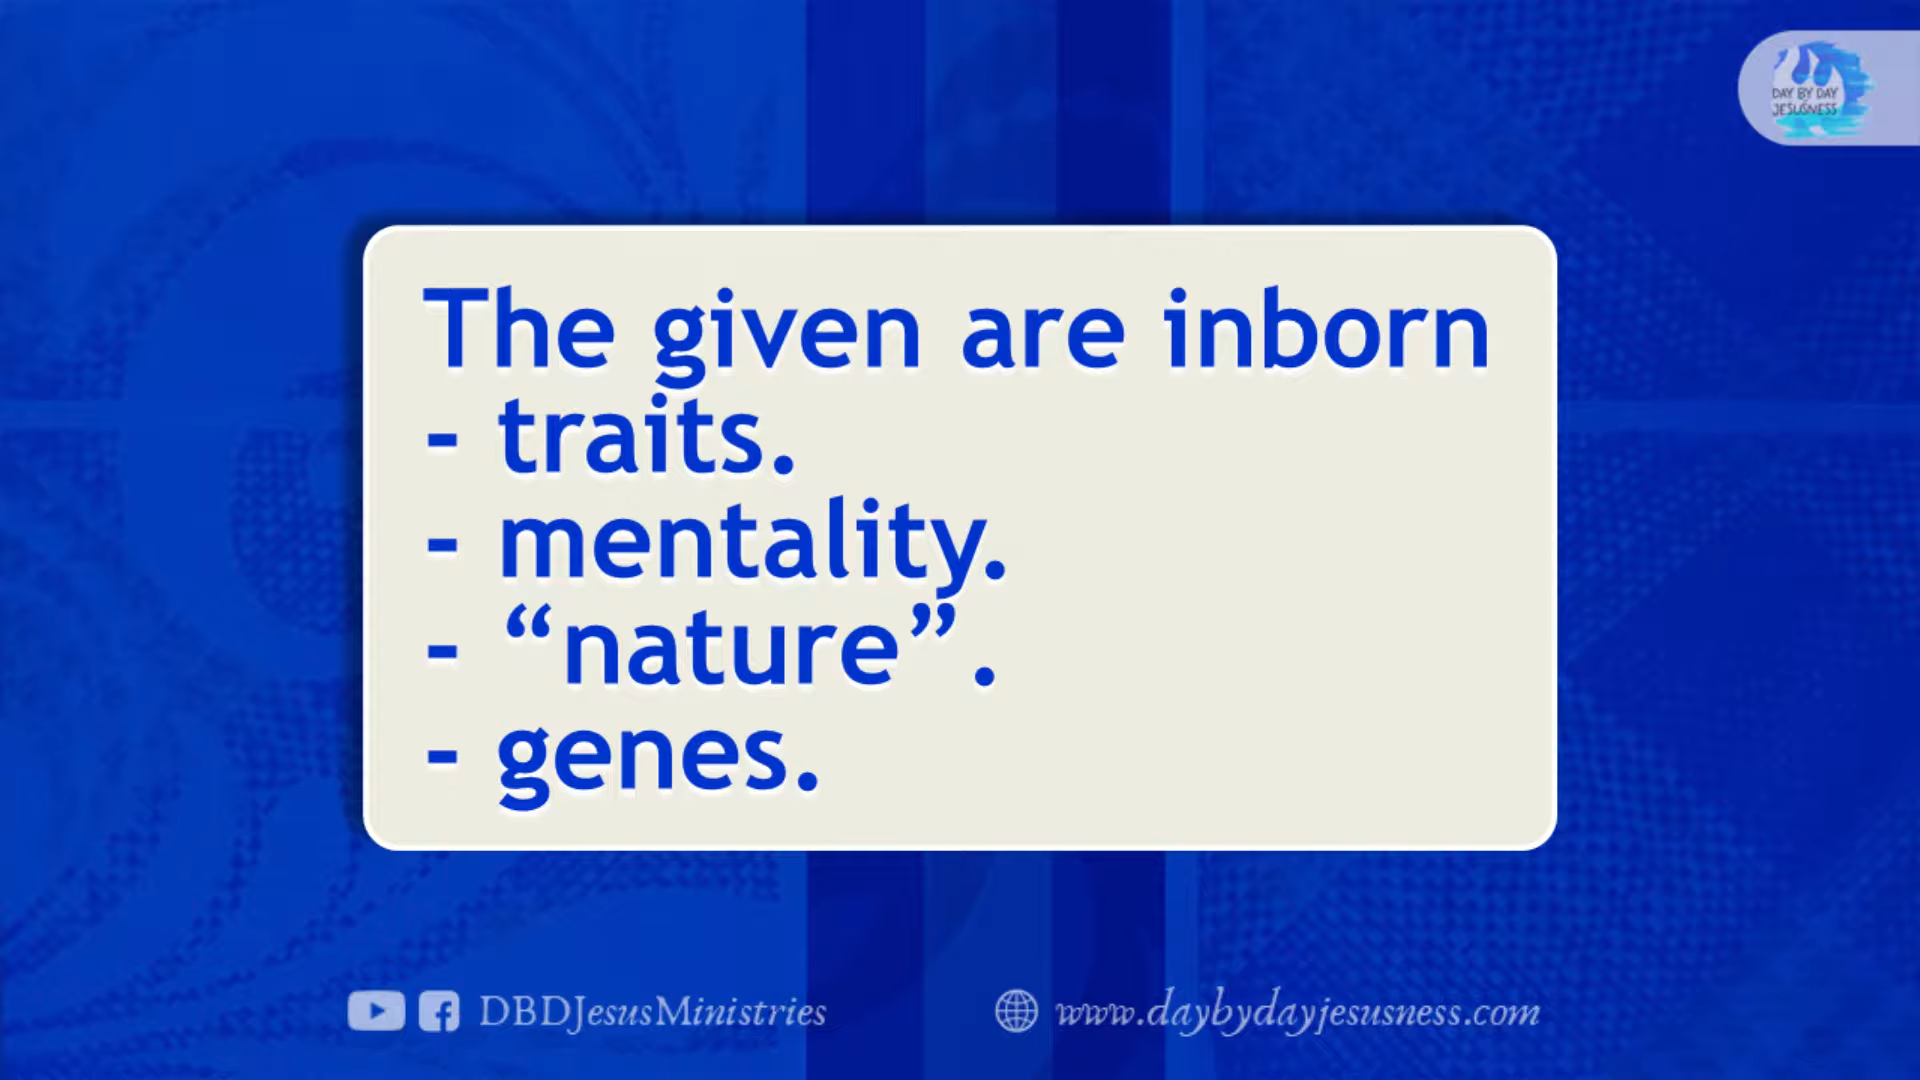 DAY BY DAY
JESUSNESS
The given are inborn
- traits.
- mentality.
- “nature”.
- genes.
DBDJesusMinistries
www.daybydayjesusness.com